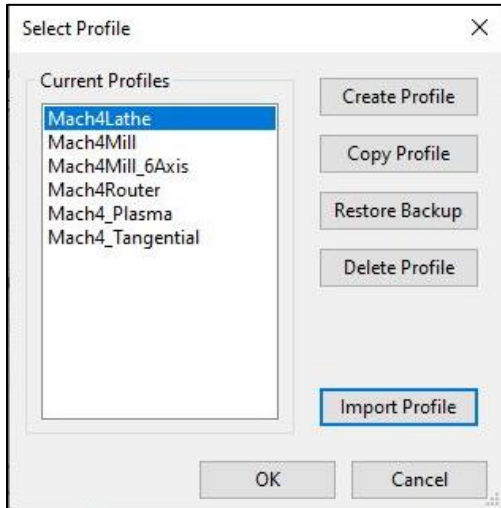 Select Profile
Current Profiles
Mach4Lathe
Mach4Mill
Mach4Mill_6Axis
Mach4Router
Mach4_Plasma
Mach4_Tangential
Create Profile
Copy Profile
Restore Backup
Delete Profile
Import Profile
OK
Cancel